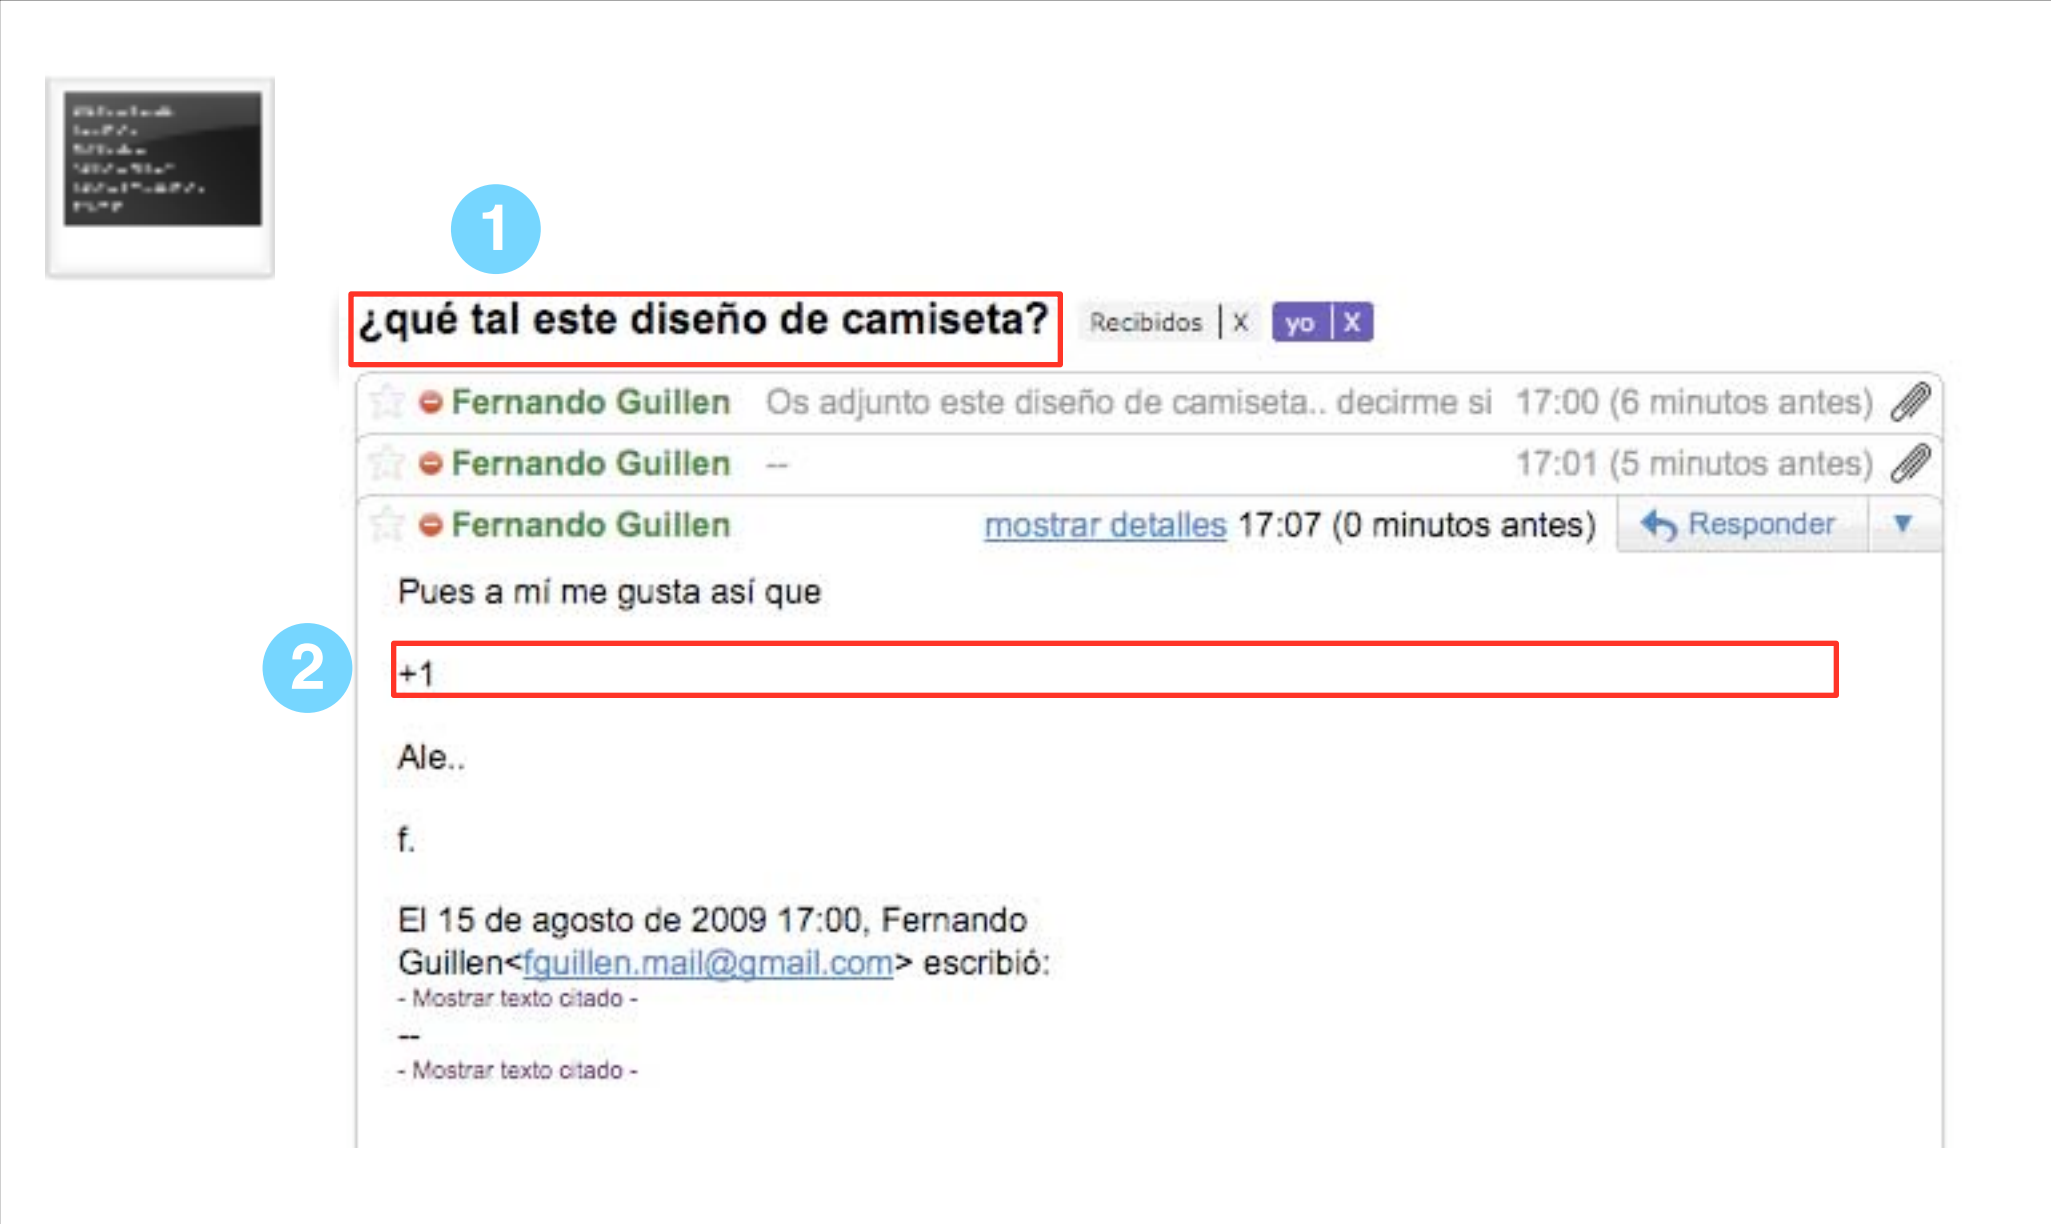 1
¿qué tal este diseño de camiseta? Recibidos | X yo | X
Fernando Guillen Os adjunto este diseño de camiseta.. decirme si 17:00 (6 minutos antes)
Fernando Guillen -- 17:01 (5 minutos antes)
Fernando Guillen mostrar detalles 17:07 (0 minutos antes) Responder
Pues a mí me gusta así que
2
+1
Ale..
f.
El 15 de agosto de 2009 17:00, Fernando
Guillen<fguillen.mail@gmail.com> escribió:
- Mostrar texto citado -
--
- Mostrar texto citado -